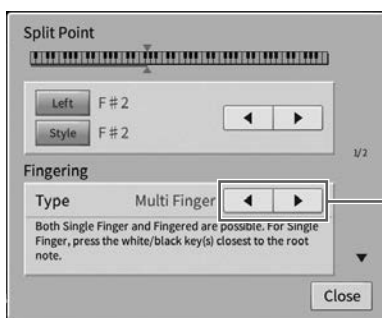 Split Point
Left F#2
Style F#2
1/2
Fingering
Type Multi Finger
Both Single Finger and Fingered are possible. For Single
Finger, press the white/black key(s) closest to the root
note.
Close